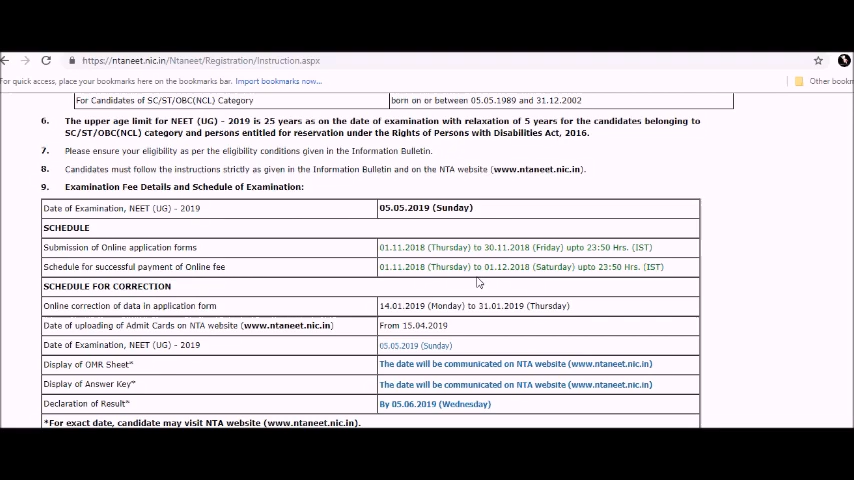 https://ntaneet.nic.in/Ntaneet/Registration/Instruction.aspx
For quick access, place your bookmarks here on the bookmarks bar. Import bookmarks now... Other book
For Candidates of SC/ST/OBC(NCL) Category born on or between 05.05.1989 and 31.12.2002
6. The upper age limit for NEET (UG) - 2019 is 25 years as on the date of examination with relaxation of 5 years for the candidates belonging to
SC/ST/OBC(NCL) category and persons entitled for reservation under the Rights of Persons with Disabilities Act, 2016.
7. Please ensure your eligibility as per the eligibility conditions given in the Information Bulletin.
8. Candidates must follow the instructions strictly as given in the Information Bulletin and on the NTA website (www.ntaneet.nic.in).
9. Examination Fee Details and Schedule of Examination:
Date of Examination, NEET (UG) - 2019 05.05.2019 (Sunday)
SCHEDULE
Submission of Online application forms 01.11.2018 (Thursday) to 30.11.2018 (Friday) upto 23:50 Hrs. (IST)
Schedule for successful payment of Online fee 01.11.2018 (Thursday) to 01.12.2018 (Saturday) upto 23:50 Hrs. (IST)
SCHEDULE FOR CORRECTION
Online correction of data in application form 14.01.2019 (Monday) to 31.01.2019 (Thursday)
Date of uploading of Admit Cards on NTA website (www.ntaneet.nic.in) From 15.04.2019
Date of Examination, NEET (UG) - 2019 05.05.2019 (Sunday)
Display of OMR Sheet* The date will be communicated on NTA website (www.ntaneet.nic.in)
Display of Answer Key* The date will be communicated on NTA website (www.ntaneet.nic.in)
Declaration of Result* By 05.06.2019 (Wednesday)
*For exact date, candidate may visit NTA website (www.ntaneet.nic.in).